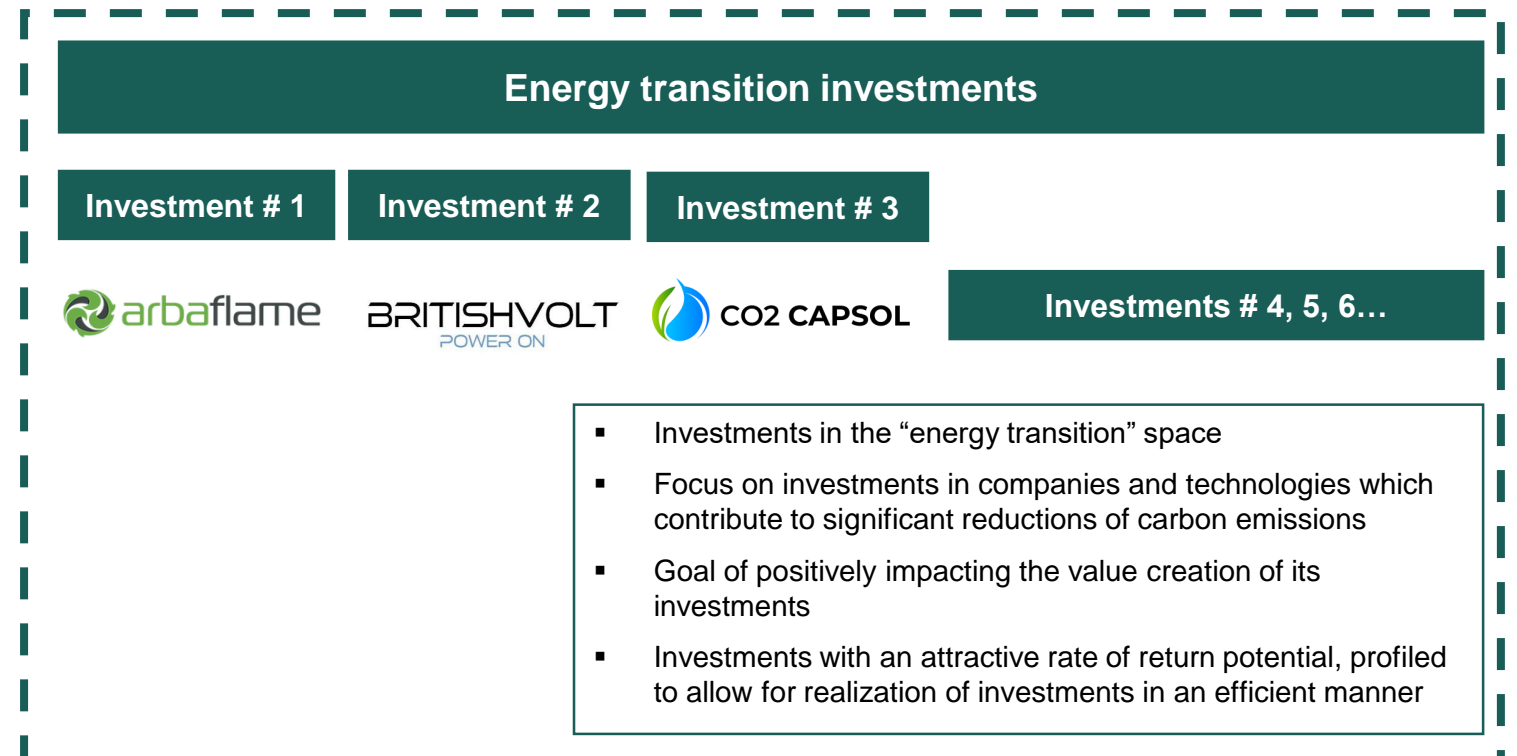 Energy transition investments
Investment # 1
Investment # 2
Investment # 3
arbaflame
BRITISHVOLT
POWER ON
CO2 CAPSOL
Investments # 4, 5, 6…
▪ Investments in the “energy transition” space
▪ Focus on investments in companies and technologies which
contribute to significant reductions of carbon emissions
▪ Goal of positively impacting the value creation of its
investments
▪ Investments with an attractive rate of return potential, profiled
to allow for realization of investments in an efficient manner